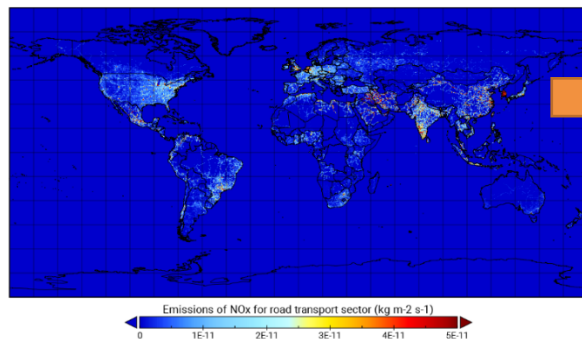 Emissions of NOx for road transport sector (kg m-2 s-1)
0 1E-11 2E-11 3E-11 4E-11 5E-11